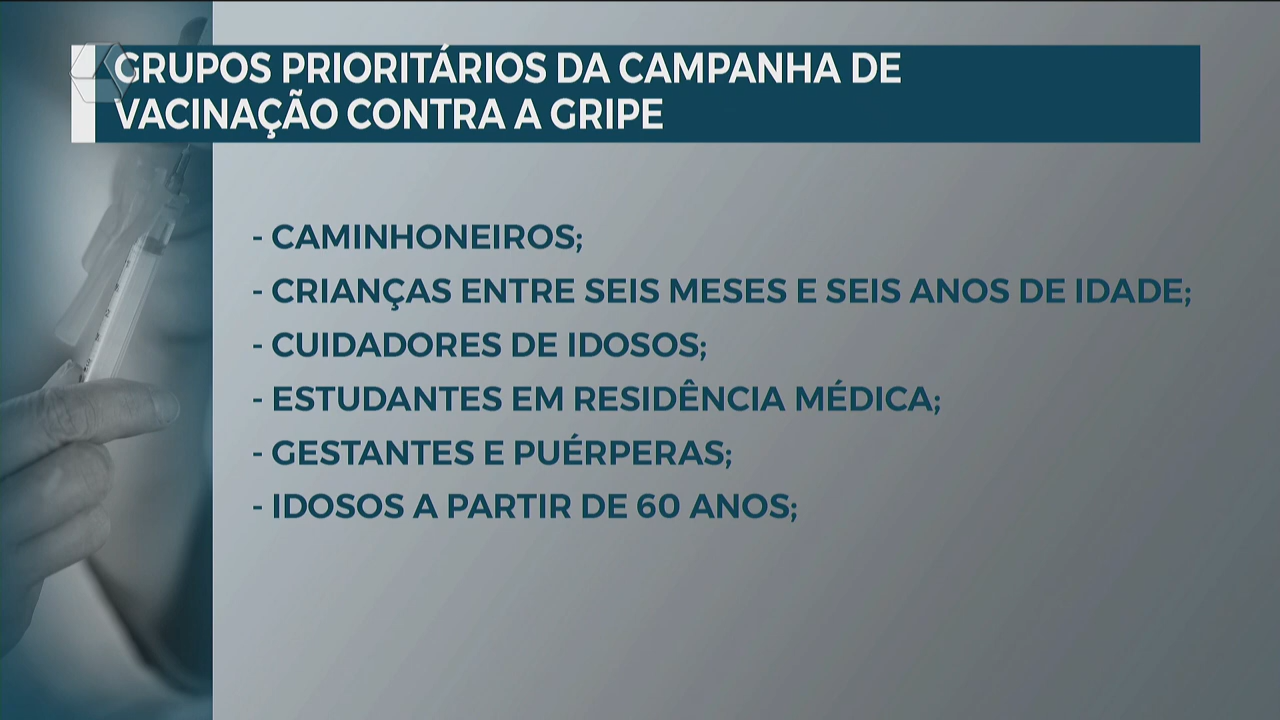 GRUPOS PRIORITÁRIOS DA CAMPANHA DE
VACINAÇÃO CONTRA A GRIPE
- CAMINHONEIROS;
- CRIANÇAS ENTRE SEIS MESES E SEIS ANOS DE IDADE;
- CUIDADORES DE IDOSOS;
- ESTUDANTES EM RESIDÊNCIA MÉDICA;
- GESTANTES E PUÉRPERAS;
- IDOSOS A PARTIR DE 60 ANOS;